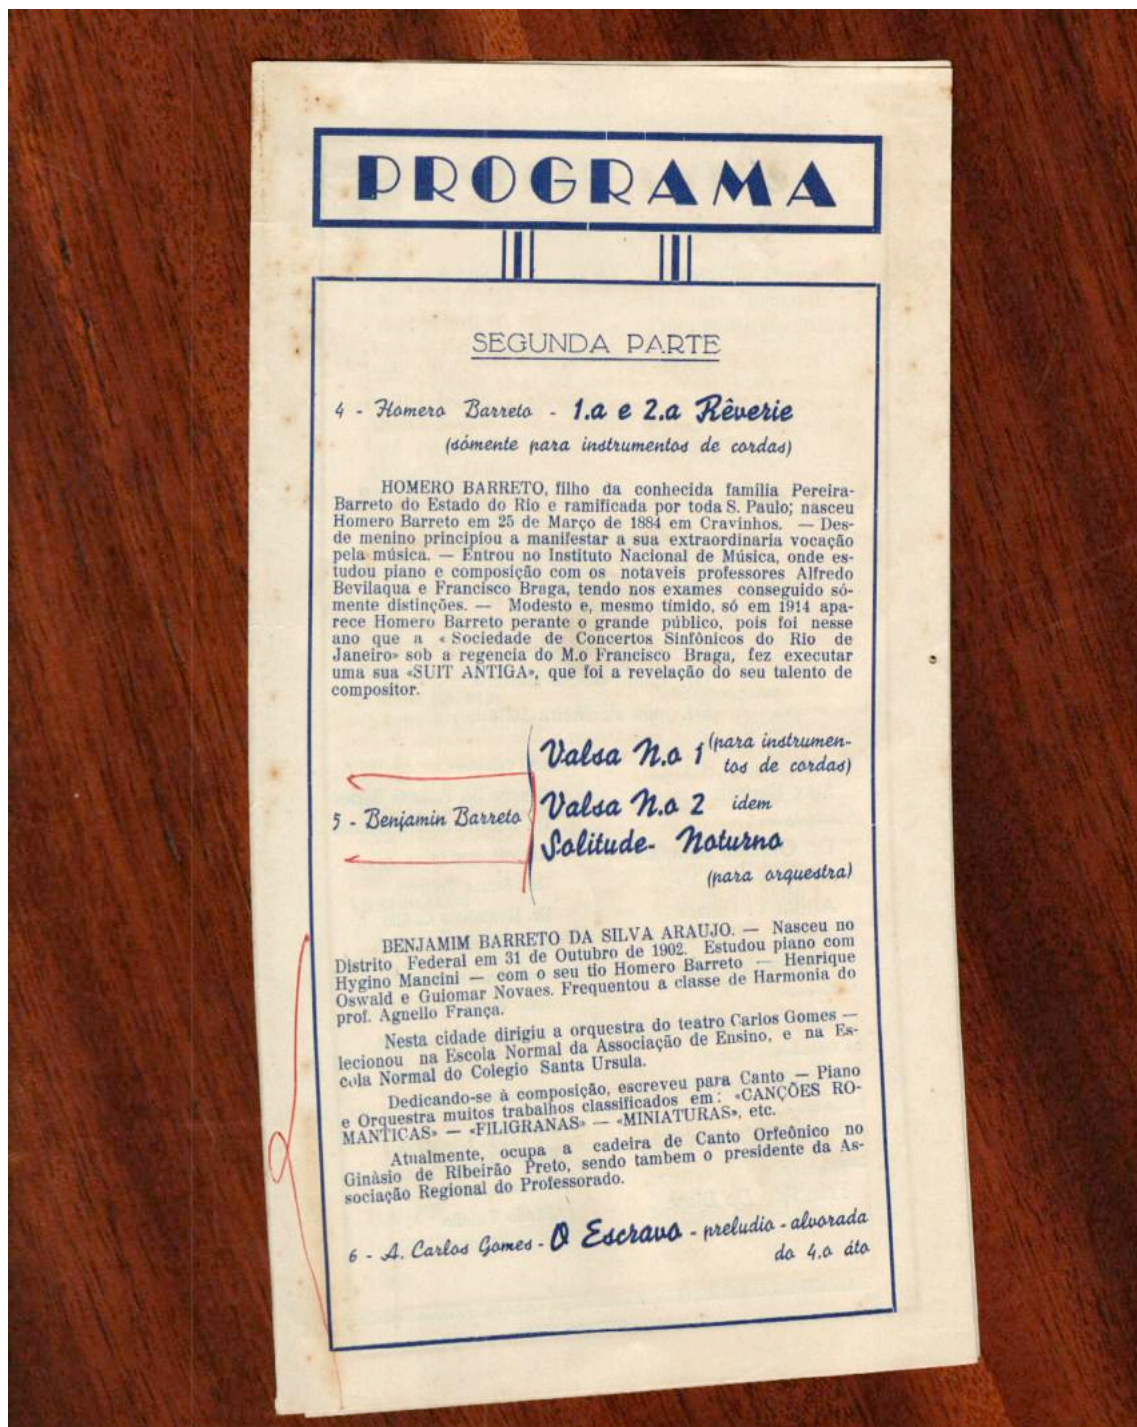 PROGRAMA
SEGUNDA PARTE
4 - Homero Barreto - 1.a e 2.a Rêverie
(sómente para instrumentos de cordas)
HOMERO BARRETO, filho da conhecida familia Pereira-
Barreto do Estado do Rio e ramificada por toda S. Paulo; nasceu
Homero Barreto em 25 de Março de 1884 em Cravinhos. — Des-
de menino principiou a manifestar a sua extraordinaria vocação
pela música. — Entrou no Instituto Nacional de Música, onde es-
tudou piano e composição com os notaveis professores Alfredo
Bevilaqua e Francisco Braga, tendo nos exames conseguido só-
mente distinções. — Modesto e, mesmo tímido, só em 1914 apa-
rece Homero Barreto perante o grande público, pois foi nesse
ano que a «Sociedade de Concertos Sinfônicos do Rio de
Janeiro» sob a regencia do M.o Francisco Braga, fez executar
uma sua «SUIT ANTIGA», que foi a revelação do seu talento de
compositor.
Valsa N.o 1 (para instrumen-
tos de cordas)
5 - Benjamin Barreto Valsa N.o 2 idem
Solitude- Noturno
(para orquestra)
BENJAMIM BARRETO DA SILVA ARAUJO. — Nasceu no
Distrito Federal em 31 de Outubro de 1902. Estudou piano com
Hygino Mancini — com o seu tio Homero Barreto — Henrique
Oswald e Guiomar Novaes. Frequentou a classe de Harmonia do
prof. Agnello França.
Nesta cidade dirigiu a orquestra do teatro Carlos Gomes —
lecionou na Escola Normal da Associação de Ensino, e na Es-
cola Normal do Colegio Santa Ursula.
Dedicando-se à composição, escreveu para Canto — Piano
e Orquestra muitos trabalhos classificados em: «CANÇÕES RO-
MANTICAS» — «FILIGRANAS» — «MINIATURAS», etc.
Atualmente, ocupa a cadeira de Canto Orfeônico no
Ginàsio de Ribeirão Preto, sendo tambem o presidente da As-
sociação Regional do Professorado.
6 - A. Carlos Gomes - O Escravo - preludio - alvorada
do 4.o áto